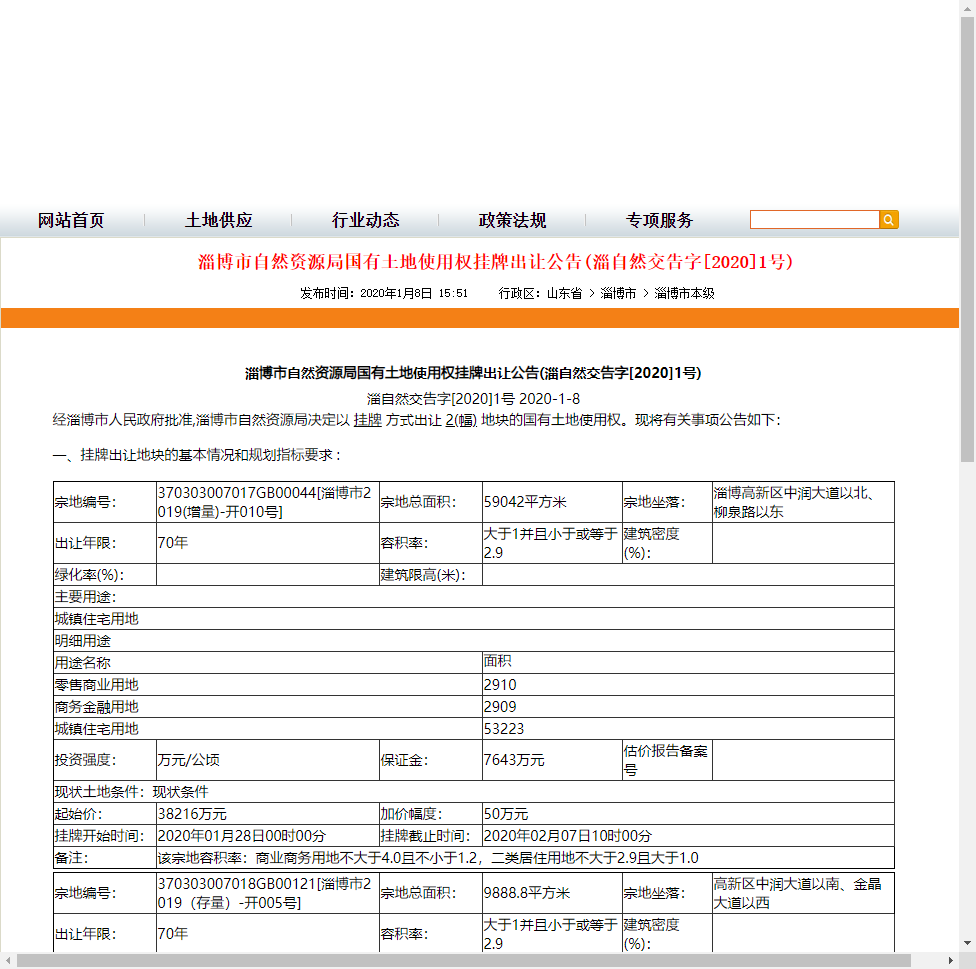 网站首页 土地供应 行业动态 政策法规 专项服务
淄博市自然资源局国有土地使用权挂牌出让公告(淄自然交告字[2020]1号)
发布时间：2020年1月8日 15:51 行政区：山东省 > 淄博市 > 淄博市本级
淄博市自然资源局国有土地使用权挂牌出让公告(淄自然交告字[2020]1号)
淄自然交告字[2020]1号 2020-1-8
经淄博市人民政府批准,淄博市自然资源局决定以 挂牌 方式出让 2(幅) 地块的国有土地使用权。现将有关事项公告如下：
一、挂牌出让地块的基本情况和规划指标要求：
宗地编号： 370303007017GB00044[淄博市2019(增量)-开010号] 宗地总面积： 59042平方米 宗地坐落： 淄博高新区中润大道以北、柳泉路以东
出让年限： 70年 容积率： 大于1并且小于或等于2.9 建筑密度(%)：
绿化率(%)： 建筑限高(米)：
主要用途：
城镇住宅用地
明细用途
用途名称 面积
零售商业用地 2910
商务金融用地 2909
城镇住宅用地 53223
投资强度： 万元/公顷 保证金： 7643万元 估价报告备案号
现状土地条件：现状条件
起始价： 38216万元 加价幅度： 50万元
挂牌开始时间： 2020年01月28日00时00分 挂牌截止时间： 2020年02月07日10时00分
备注： 该宗地容积率：商业商务用地不大于4.0且不小于1.2，二类居住用地不大于2.9且大于1.0
宗地编号： 370303007018GB00121[淄博市2019（存量）-开005号] 宗地总面积： 9888.8平方米 宗地坐落： 高新区中润大道以南、金晶大道以西
出让年限： 70年 容积率： 大于1并且小于或等于2.9 建筑密度(%)：